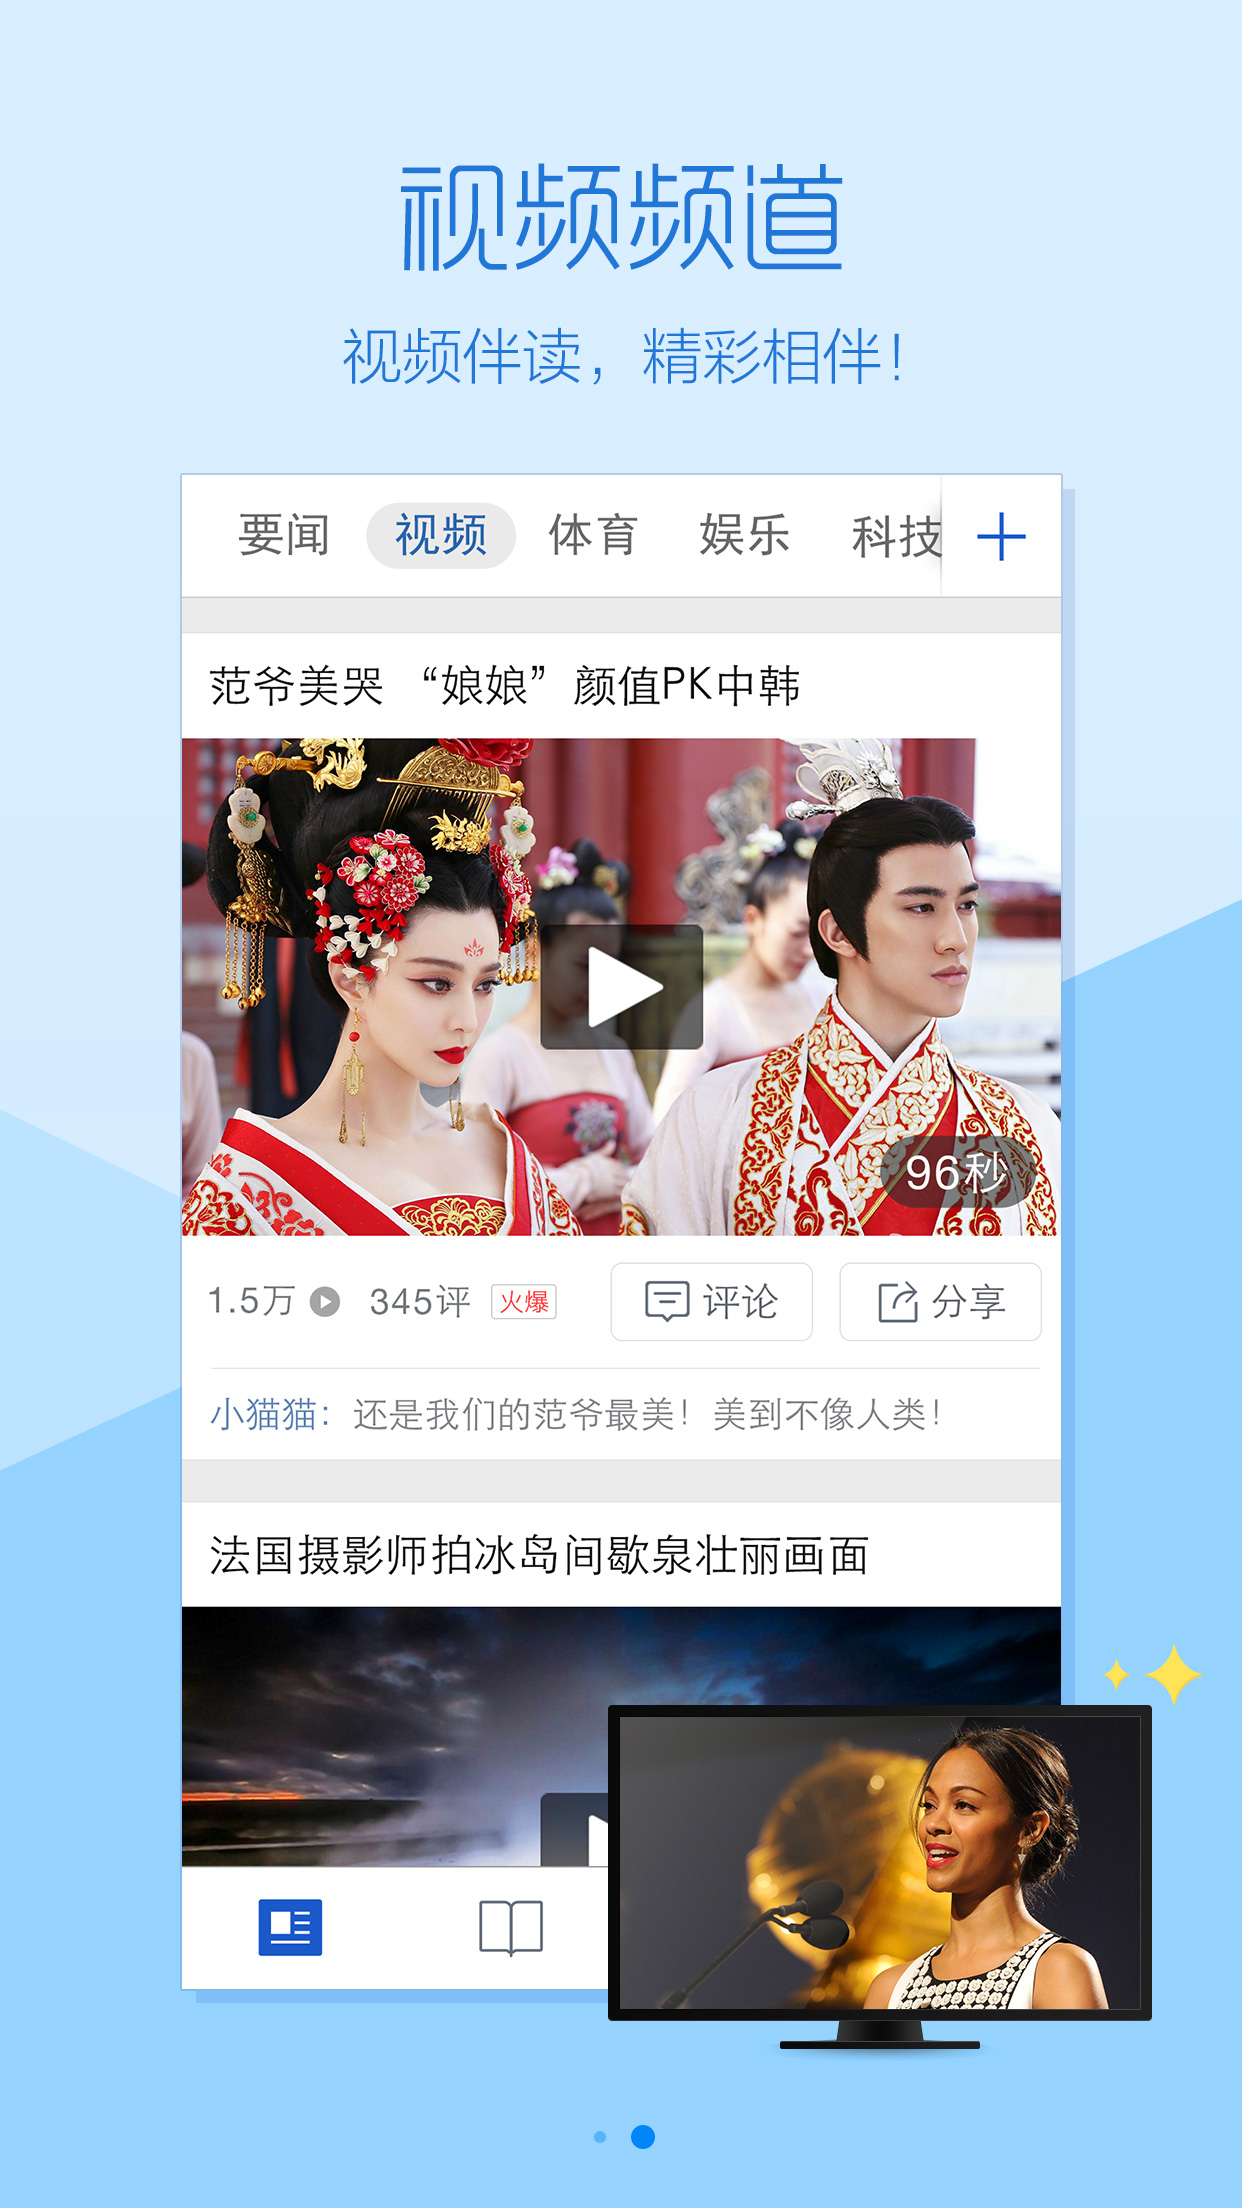 视频频道
视频伴读，精彩相伴！
要闻 视频 体育 娱乐 科技
范爷美哭 “娘娘”颜值PK中韩
96秒
1.5万 345评 火爆 评论 分享
小猫猫：还是我们的范爷最美！美到不像人类！
法国摄影师拍冰岛间歇泉壮丽画面